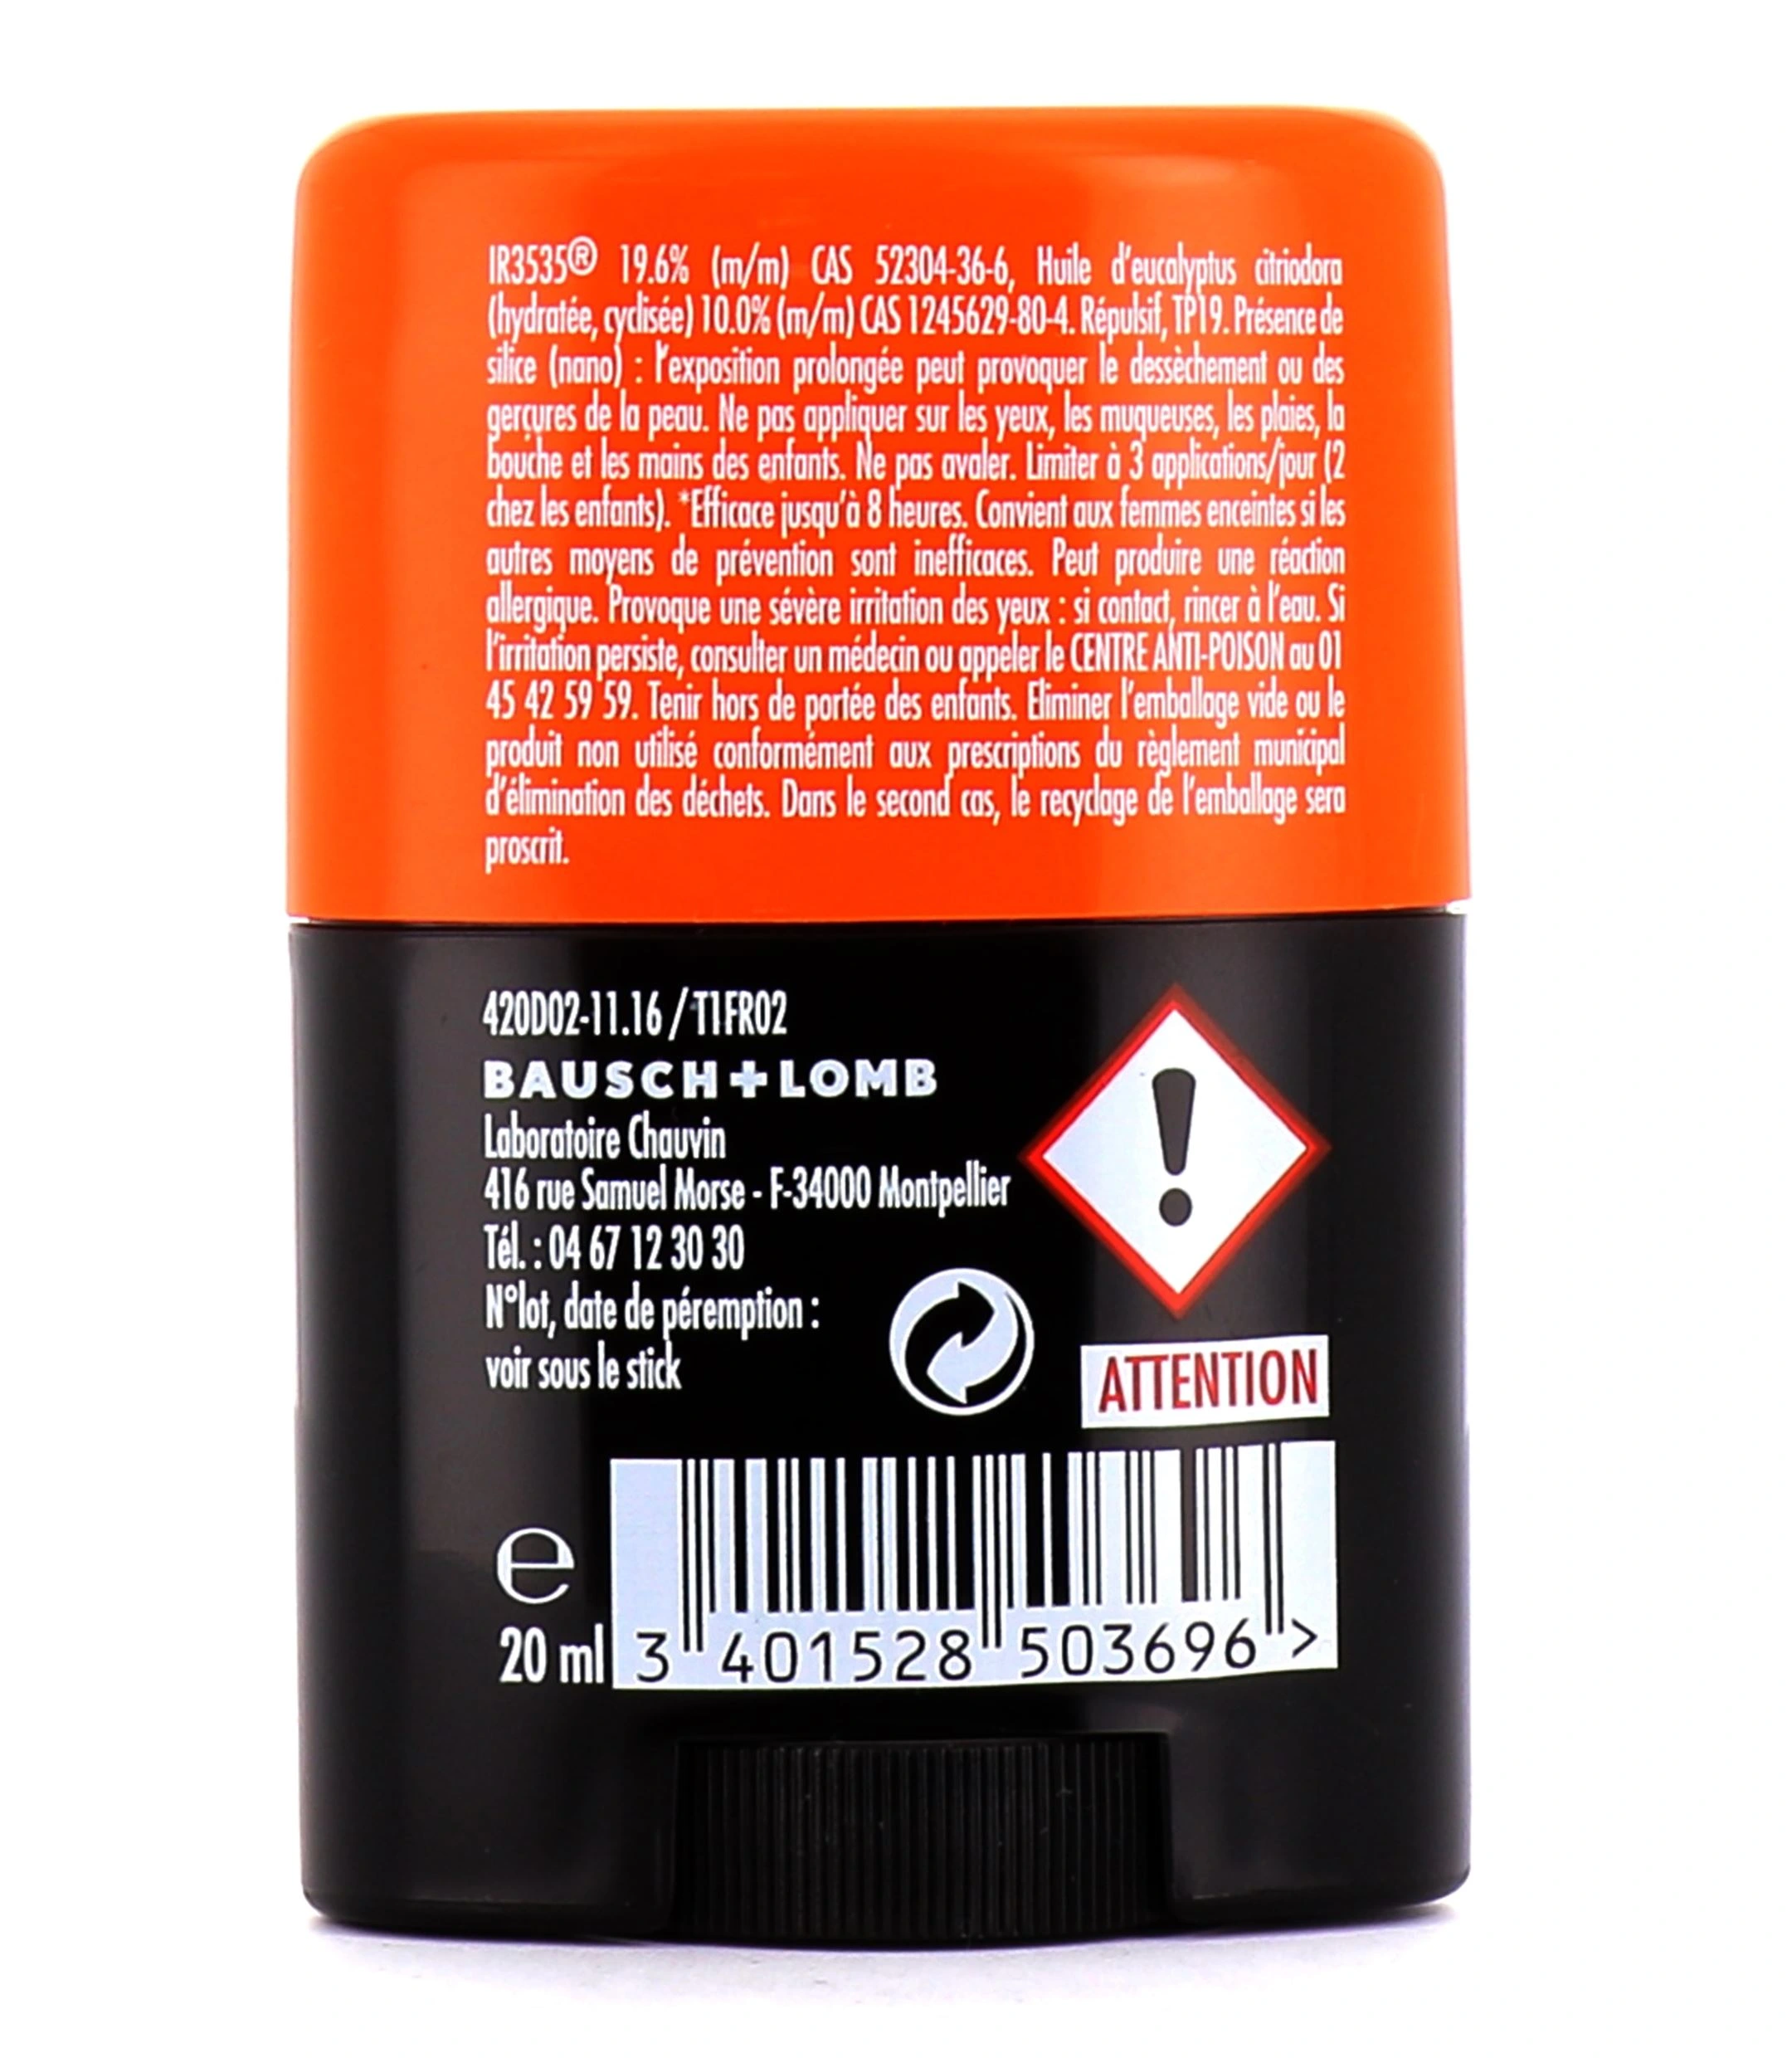 IR3535® 19.6% (m/m) CAS 52304-36-6, Huile d'eucalyptus citriodora
(hydratée, cyclisée) 10.0% (m/m) CAS 1245629-80-4. Répulsif, TP19. Présence de
silice (nano) : l'exposition prolongée peut provoquer le dessèchement ou des
gerçures de la peau. Ne pas appliquer sur les yeux, les muqueuses, les plaies, la
bouche et les mains des enfants. Ne pas avaler. Limiter à 3 applications/jour (2
chez les enfants). *Efficace jusqu'à 8 heures. Convient aux femmes enceintes si les
autres moyens de prévention sont inefficaces. Peut produire une réaction
allergique. Provoque une sévère irritation des yeux : si contact, rincer à l'eau. Si
l'irritation persiste, consulter un médecin ou appeler le CENTRE ANTI-POISON au 01
45 42 59 59. Tenir hors de portée des enfants. Eliminer l'emballage vide ou le
produit non utilisé conformément aux prescriptions du règlement municipal
d'élimination des déchets. Dans le second cas, le recyclage de l'emballage sera
proscrit.
420D02-11.16 / T1FR02
BAUSCH+LOMB
Laboratoire Chauvin
416 rue Samuel Morse - F-34000 Montpellier
Tél. : 04 67 12 30 30
N°lot, date de péremption :
voir sous le stick
ATTENTION
e
20 ml
3 401528 503696 >